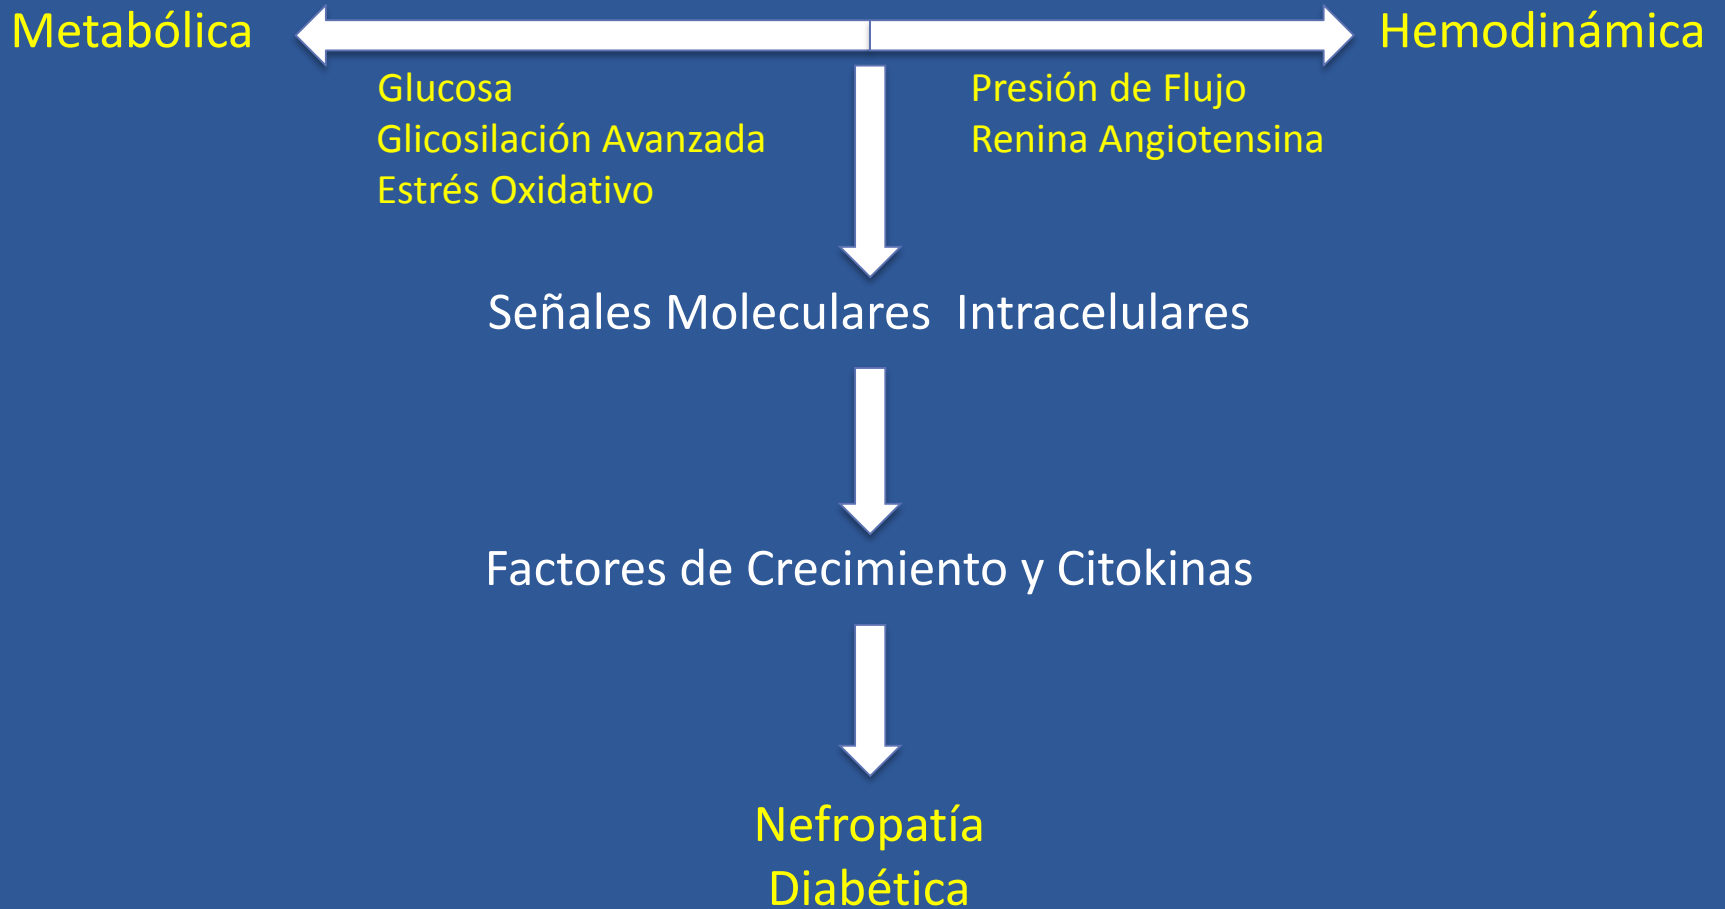 Metabólica
Hemodinámica
Glucosa
Glicosilación Avanzada
Estrés Oxidativo
Presión de Flujo
Renina Angiotensina
Señales Moleculares  Intracelulares
Factores de Crecimiento y Citokinas
Nefropatía
Diabética